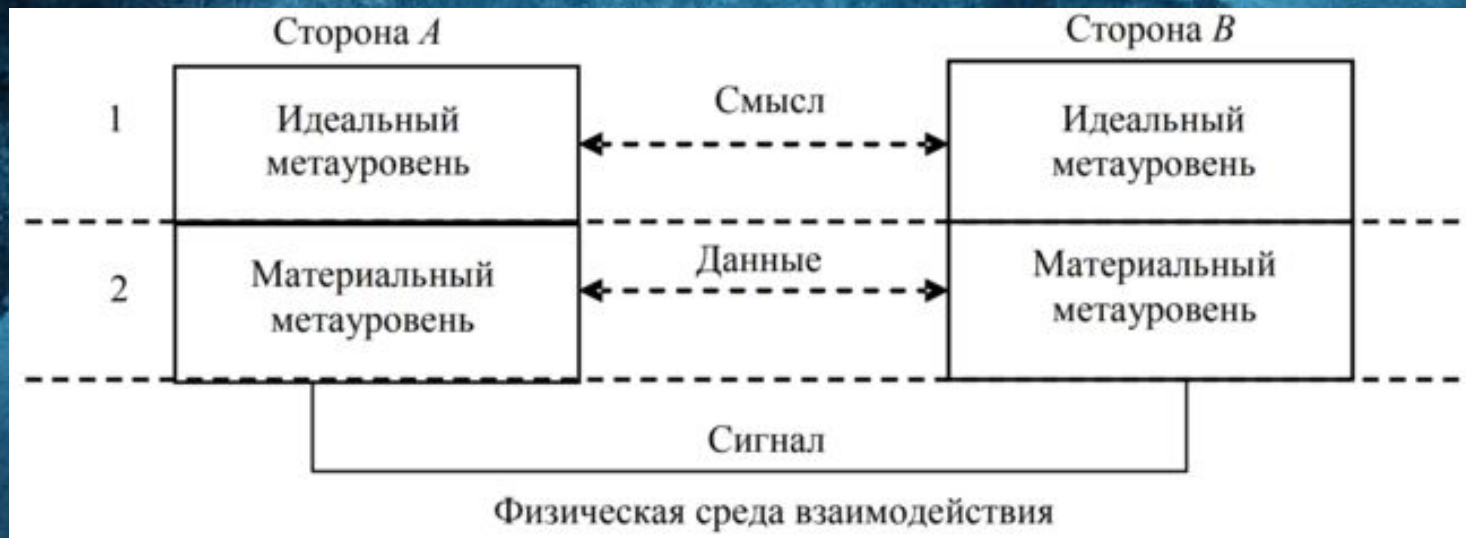 Сторона A
Сторона B
1
Идеальный
метауровень
Смысл
Идеальный
метауровень
2
Материальный
метауровень
Данные
Материальный
метауровень
Сигнал
Физическая среда взаимодействия